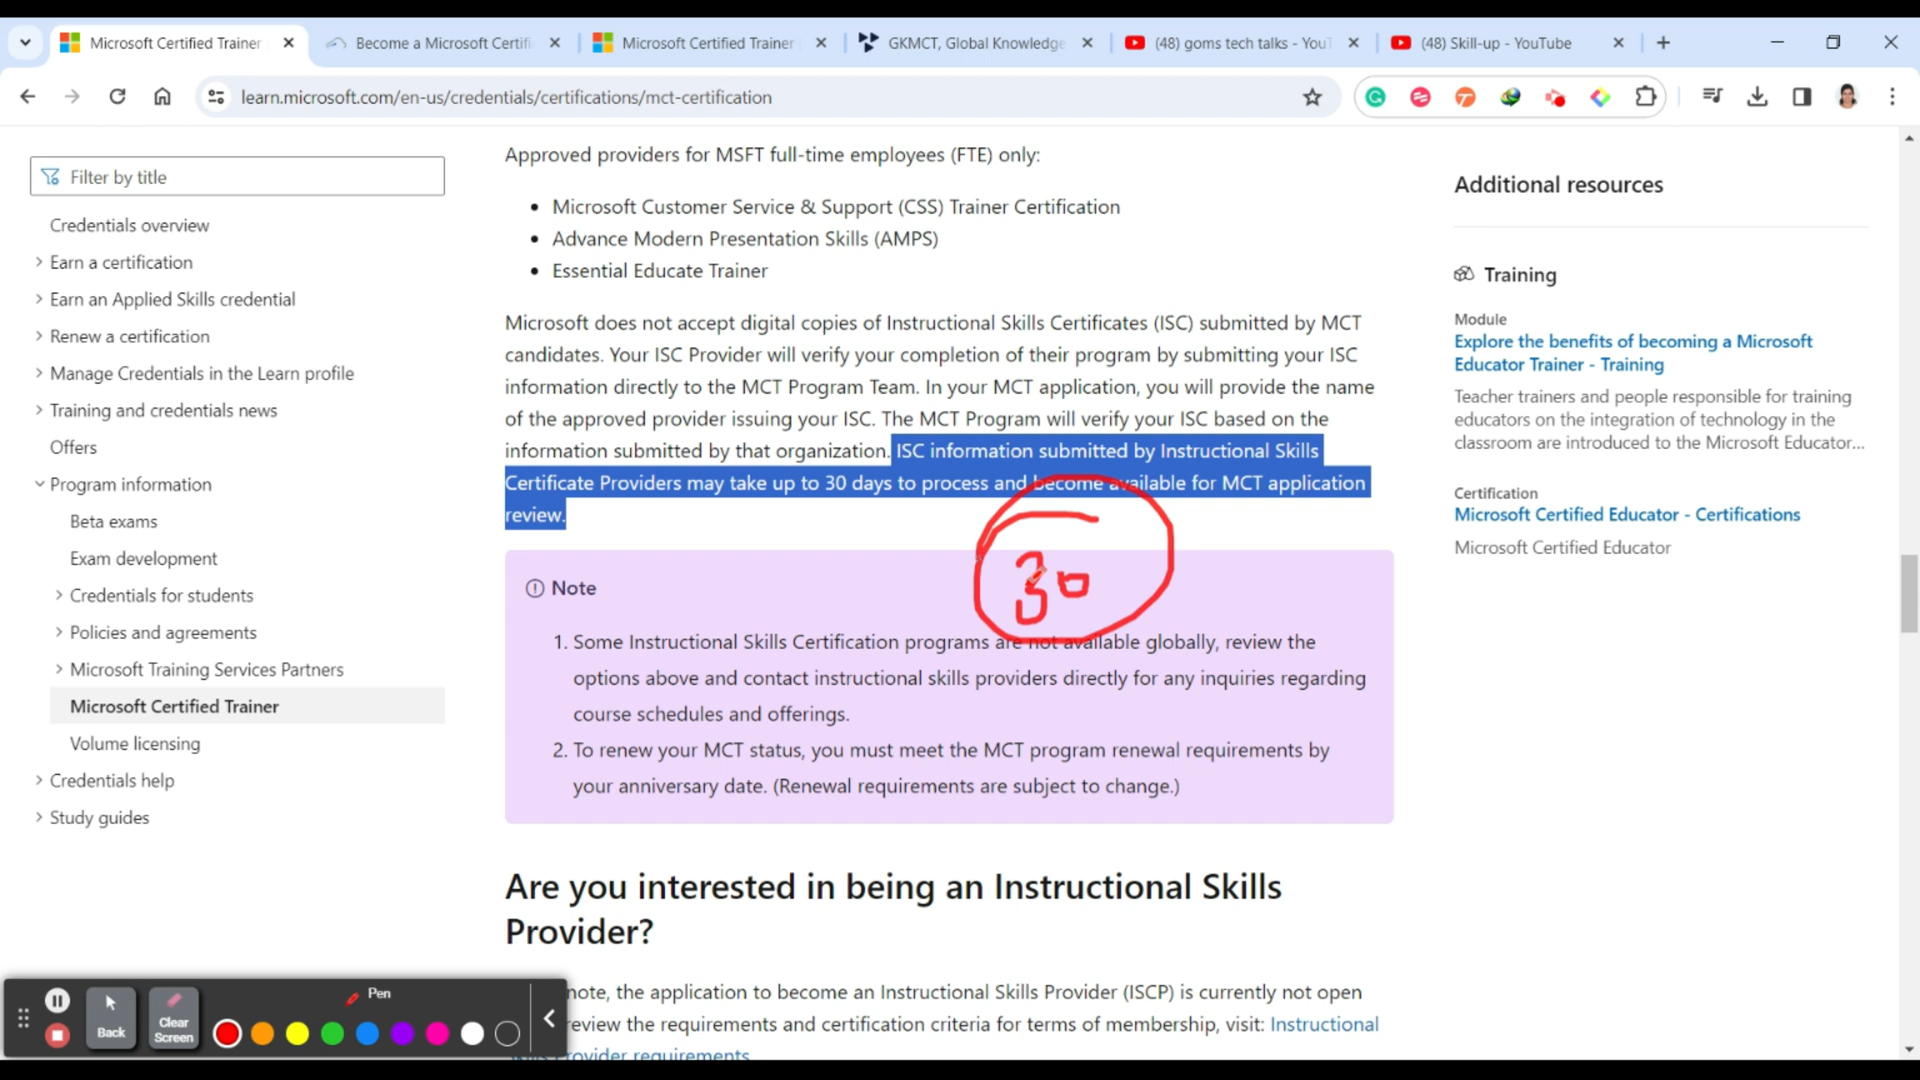 Microsoft Certified Trainer
Become a Microsoft Certifi
Microsoft Certified Trainer
GKMCT, Global Knowledge
(48) goms tech talks - YouT
(48) Skill-up - YouTube
learn.microsoft.com/en-us/credentials/certifications/mct-certification
Filter by title
Credentials overview
Earn a certification
Earn an Applied Skills credential
Renew a certification
Manage Credentials in the Learn profile
Training and credentials news
Offers
Program information
Beta exams
Exam development
Credentials for students
Policies and agreements
Microsoft Training Services Partners
Microsoft Certified Trainer
Volume licensing
Credentials help
Study guides
Approved providers for MSFT full-time employees (FTE) only:
• Microsoft Customer Service & Support (CSS) Trainer Certification
• Advance Modern Presentation Skills (AMPS)
• Essential Educate Trainer
Microsoft does not accept digital copies of Instructional Skills Certificates (ISC) submitted by MCT
candidates. Your ISC Provider will verify your completion of their program by submitting your ISC
information directly to the MCT Program Team. In your MCT application, you will provide the name
of the approved provider issuing your ISC. The MCT Program will verify your ISC based on the
information submitted by that organization. ISC information submitted by Instructional Skills
Certificate Providers may take up to 30 days to process and become available for MCT application
review.
30
Note
1. Some Instructional Skills Certification programs are not available globally, review the
options above and contact instructional skills providers directly for any inquiries regarding
course schedules and offerings.
2. To renew your MCT status, you must meet the MCT program renewal requirements by
your anniversary date. (Renewal requirements are subject to change.)
Are you interested in being an Instructional Skills
Provider?
note, the application to become an Instructional Skills Provider (ISCP) is currently not open
review the requirements and certification criteria for terms of membership, visit: Instructional
Provider requirements
Additional resources
Training
Module
Explore the benefits of becoming a Microsoft
Educator Trainer - Training
Teacher trainers and people responsible for training
educators on the integration of technology in the
classroom are introduced to the Microsoft Educator...
Certification
Microsoft Certified Educator - Certifications
Microsoft Certified Educator
Back
Clear
Screen
Pen